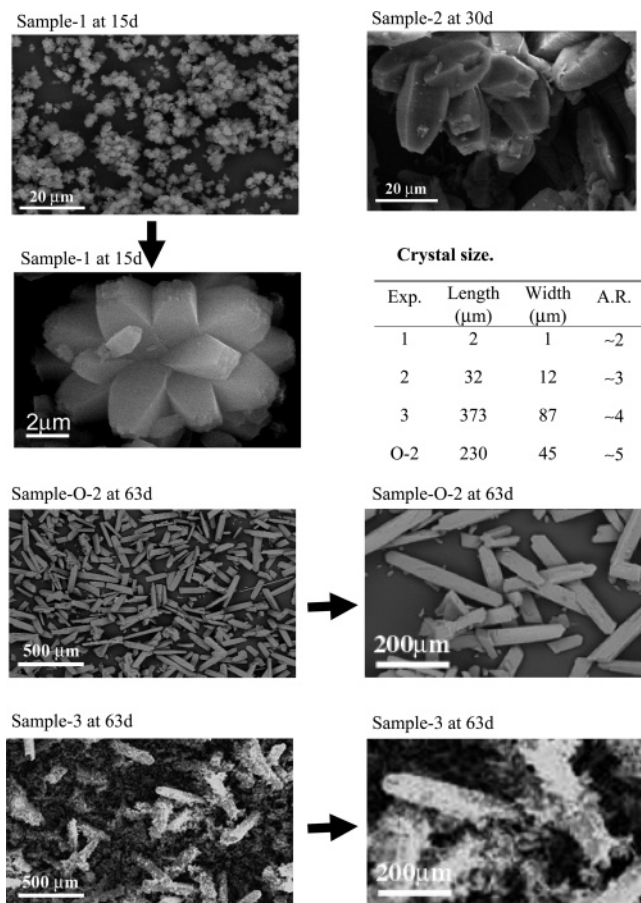 Sample-1 at 15d
20 μm
Sample-2 at 30d
20 μm
Sample-1 at 15d
2μm
Crystal size.
Exp. Length (μm) Width (μm) A.R.
1 2 1 ~2
2 32 12 ~3
3 373 87 ~4
O-2 230 45 ~5
Sample-O-2 at 63d
500 μm
Sample-O-2 at 63d
200μm
Sample-3 at 63d
500 μm
Sample-3 at 63d
200μm